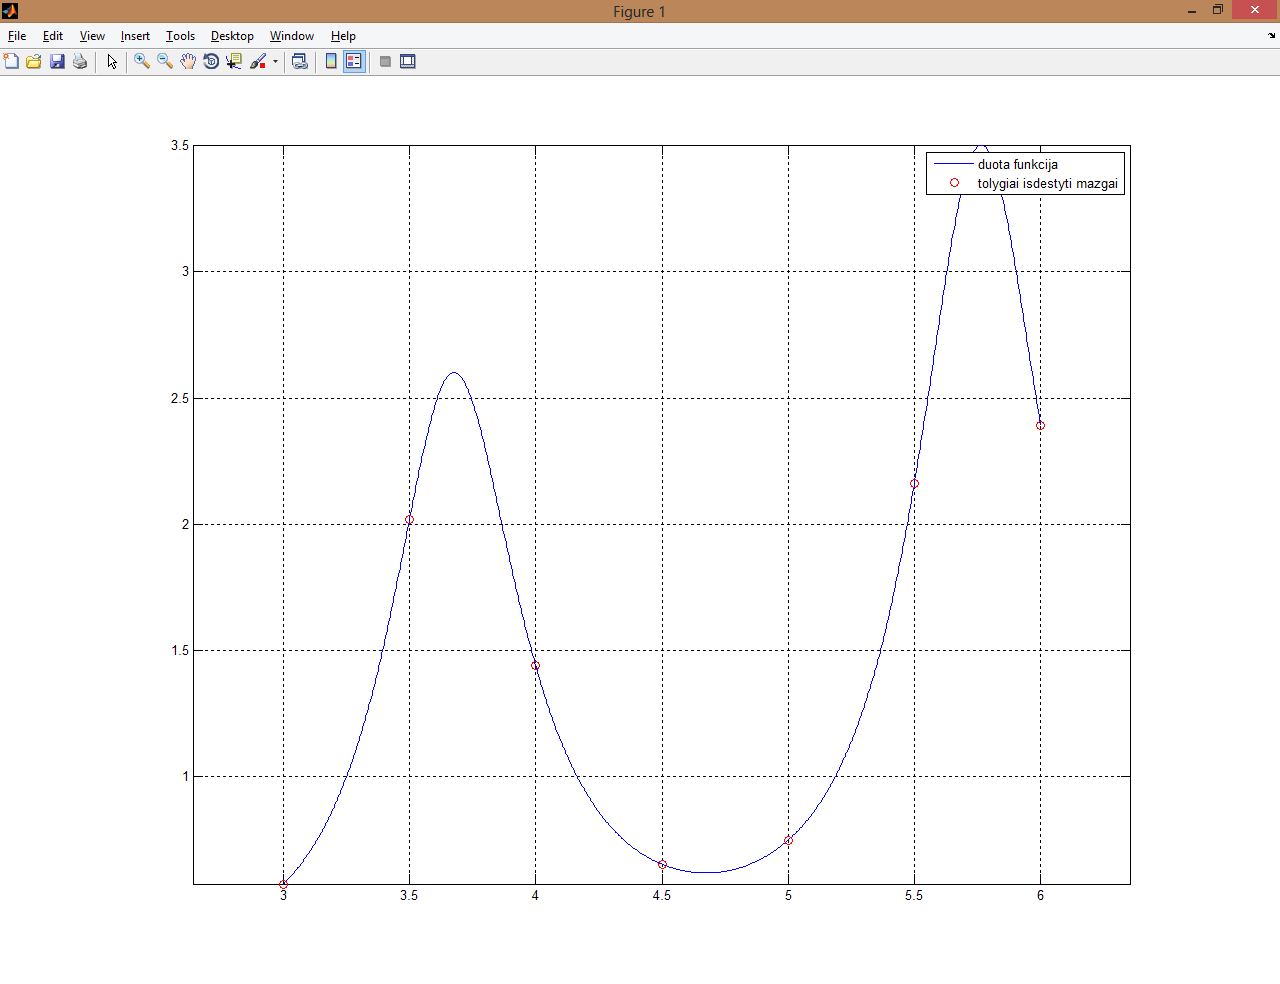 Figure 1
File Edit View Insert Tools Desktop Window Help
3.5
duota funkcija
tolygiai isdestyti mazgai
3
2.5
2
1.5
1
3 3.5 4 4.5 5 5.5 6